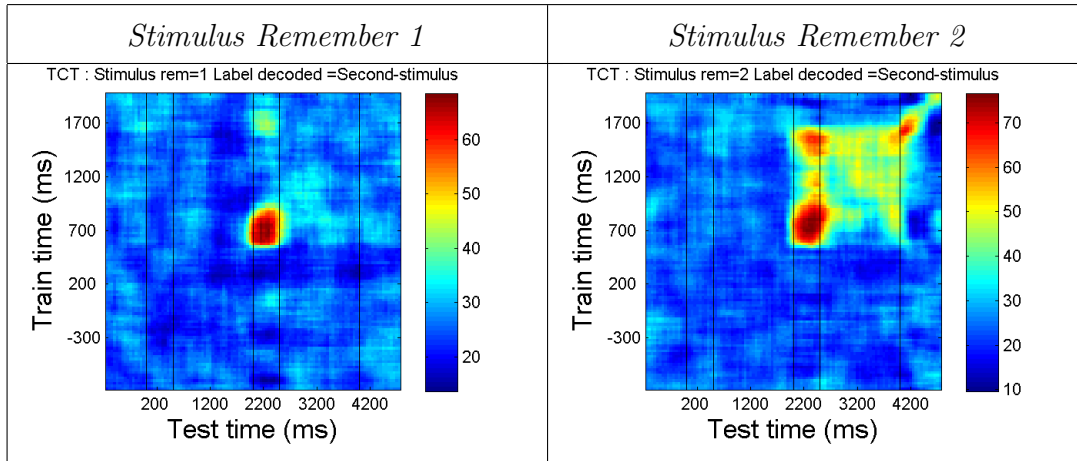 Stimulus Remember 1
Stimulus Remember 2
TCT : Stimulus rem=1 Label decoded =Second-stimulus
1700
1200
700
200
-300
Train time (ms)
200 1200 2200 3200 4200
Test time (ms)
60
50
40
30
20
TCT : Stimulus rem=2 Label decoded =Second-stimulus
1700
1200
700
200
-300
Train time (ms)
200 1200 2200 3200 4200
Test time (ms)
70
60
50
40
30
20
10